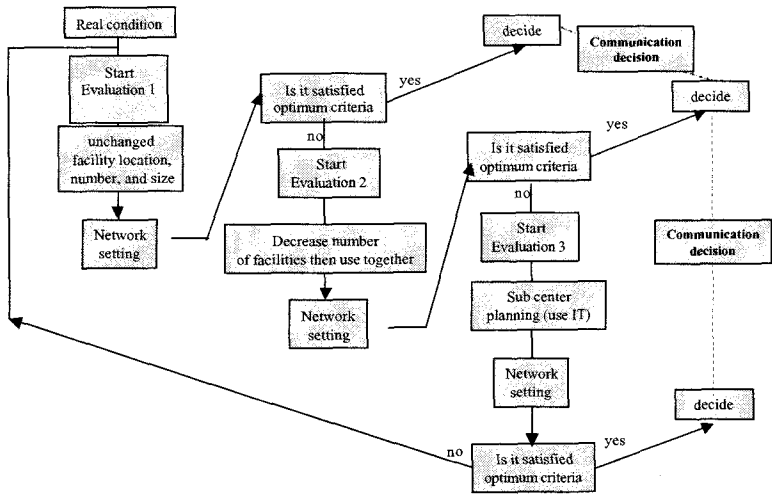 Real condition
Start
Evaluation 1
unchanged
facility location,
number, and size
Network
setting
Is it satisfied
optimum criteria
yes
no
Start
Evaluation 2
Decrease number
of facilities then use together
Network
setting
decide
Communication
decision
decide
Is it satisfied
optimum criteria
yes
no
Start
Evaluation 3
Sub center
planning (use IT)
Network
setting
Communication
decision
decide
Is it satisfied
optimum criteria
yes
no